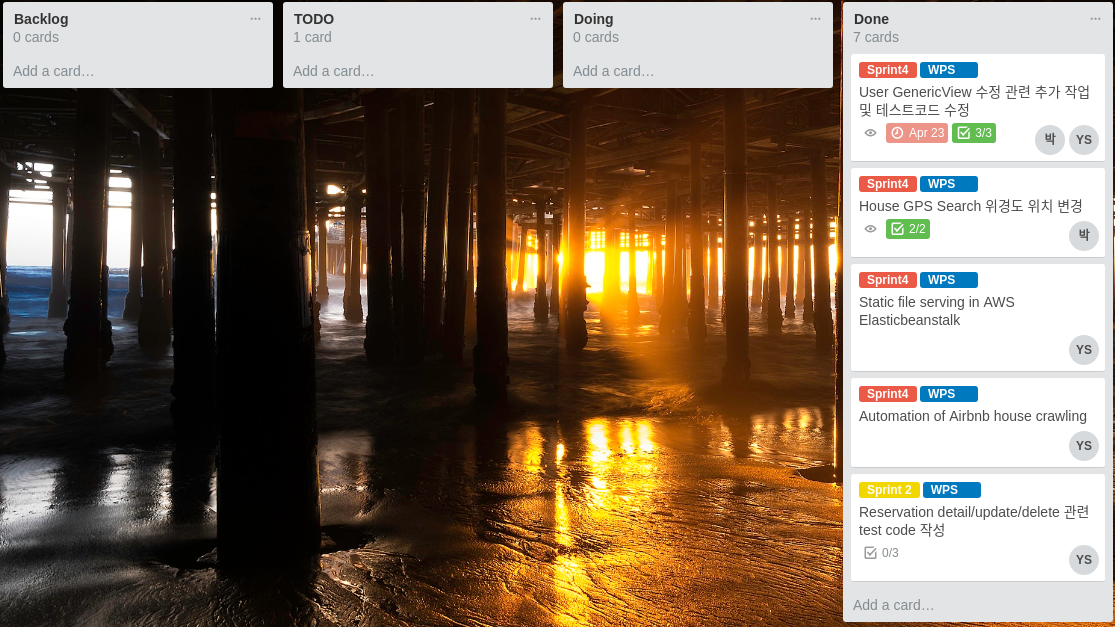 Backlog
0 cards
Add a card…
TODO
1 card
Add a card…
Doing
0 cards
Add a card…
Done
7 cards
Sprint4 WPS
User GenericView 수정 관련 추가 작업
및 테스트코드 수정
Apr 23 3/3 박 YS
Sprint4 WPS
House GPS Search 위경도 위치 변경
2/2 박
Sprint4 WPS
Static file serving in AWS
Elasticbeanstalk
YS
Sprint4 WPS
Automation of Airbnb house crawling
YS
Sprint 2 WPS
Reservation detail/update/delete 관련
test code 작성
0/3 YS
Add a card…